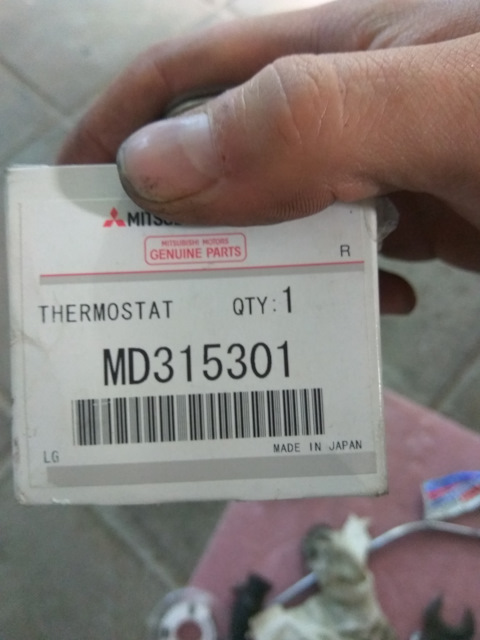 MITSU
MITSUBISHI MOTORS
GENUINE PARTS
R
THERMOSTAT QTY:1
MD315301
LG MADE IN JAPAN